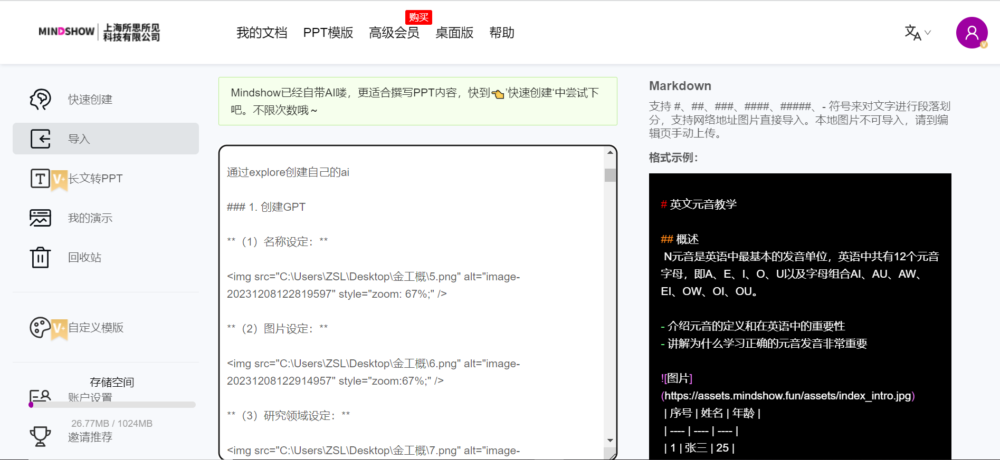 MINDSHOW 上海所思所见
科技有限公司
我的文档 PPT模版 高级会员 购买 桌面版 帮助
文A
快速创建
导入
V+ 长文转PPT
我的演示
回收站
V+ 自定义模版
存储空间
账户设置
26.77MB / 1024MB
邀请推荐
Mindshow已经自带AI喽，更适合撰写PPT内容，快到👈'快速创建'中尝试下
吧。不限次数哦～
通过explore创建自己的ai
### 1. 创建GPT
**（1）名称设定：**
<img src="C:\Users\ZSL\Desktop\金工概\5.png" alt="image-
20231208122819597" style="zoom: 67%;" />
**（2）图片设定：**
<img src="C:\Users\ZSL\Desktop\金工概\6.png" alt="image-
20231208122914957" style="zoom:67%;" />
**（3）研究领域设定：**
<img src="C:\Users\ZSL\Desktop\金工概\7.png" alt="image-
Markdown
支持 #、##、###、####、#####、- 符号来对文字进行段落划
分，支持网络地址图片直接导入。本地图片不可导入，请到编
辑页手动上传。
格式示例：
# 英文元音教学
## 概述
N元音是英语中最基本的发音单位，英语中共有12个元音
字母，即A、E、I、O、U以及字母组合AI、AU、AW、
EI、OW、OI、OU。
- 介绍元音的定义和在英语中的重要性
- 讲解为什么学习正确的元音发音非常重要
![图片]
(https://assets.mindshow.fun/assets/index_intro.jpg)
| 序号 | 姓名 | 年龄 |
| ---- | ---- | ---- |
| 1 | 张三 | 25 |